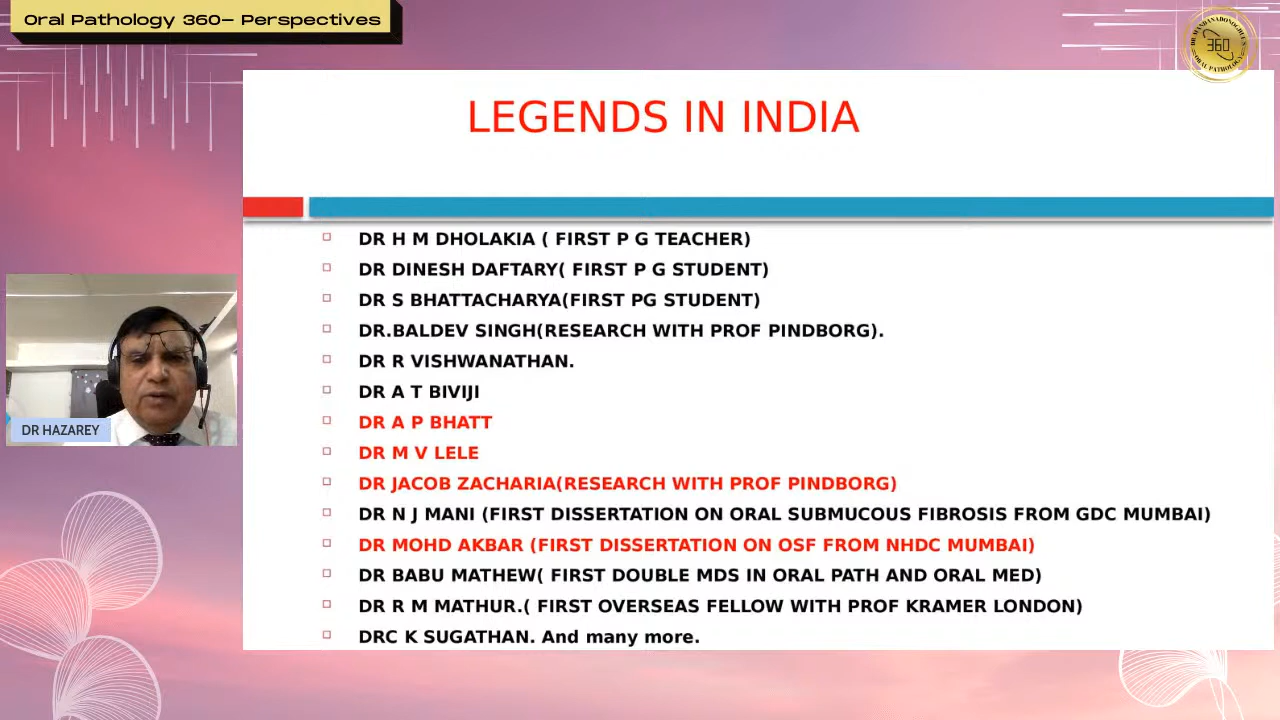 Oral Pathology 360– Perspectives
360
LEGENDS IN INDIA
DR H M DHOLAKIA ( FIRST P G TEACHER)
DR DINESH DAFTARY( FIRST P G STUDENT)
DR S BHATTACHARYA(FIRST PG STUDENT)
DR.BALDEV SINGH(RESEARCH WITH PROF PINDBORG).
DR R VISHWANATHAN.
DR A T BIVIJI
DR A P BHATT
DR M V LELE
DR JACOB ZACHARIA(RESEARCH WITH PROF PINDBORG)
DR N J MANI (FIRST DISSERTATION ON ORAL SUBMUCOUS FIBROSIS FROM GDC MUMBAI)
DR MOHD AKBAR (FIRST DISSERTATION ON OSF FROM NHDC MUMBAI)
DR BABU MATHEW( FIRST DOUBLE MDS IN ORAL PATH AND ORAL MED)
DR R M MATHUR.( FIRST OVERSEAS FELLOW WITH PROF KRAMER LONDON)
DRC K SUGATHAN. And many more.
DR HAZAREY